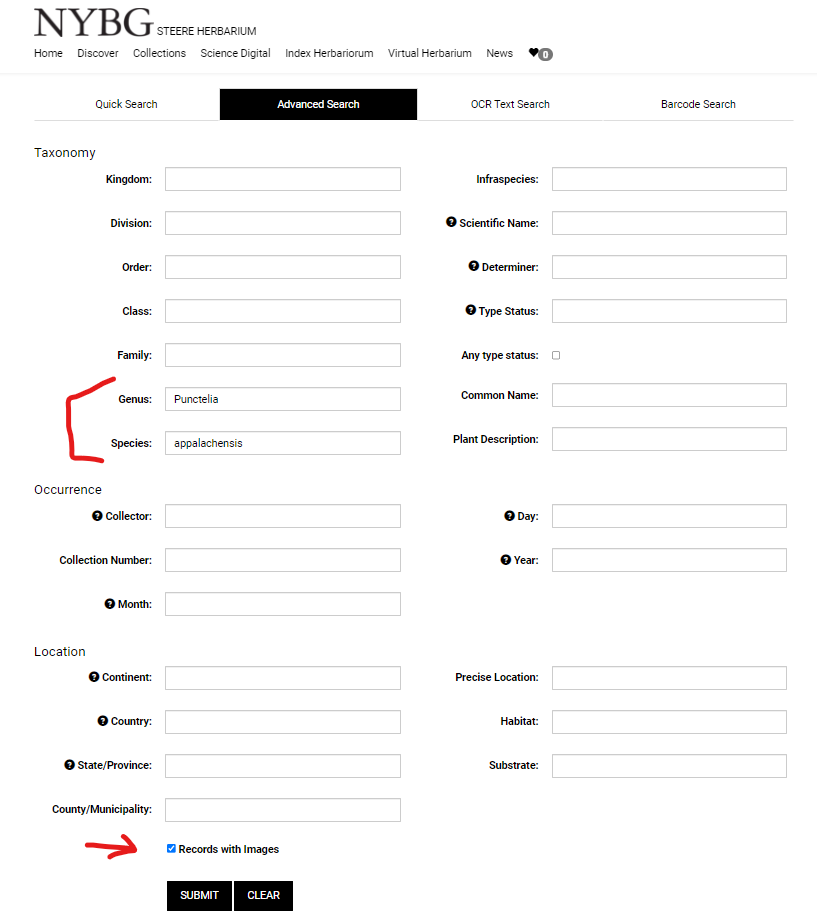 NYBG STEERE HERBARIUM
Home Discover Collections Science Digital Index Herbariorum Virtual Herbarium News 0
Quick Search Advanced Search OCR Text Search Barcode Search
Taxonomy
Kingdom: Infraspecies:
Division: ? Scientific Name:
Order: ? Determiner:
Class: ? Type Status:
Family: Any type status:
Genus: Punctelia Common Name:
Species: appalachensis Plant Description:
Occurrence
? Collector: ? Day:
Collection Number: ? Year:
? Month:
Location
? Continent: Precise Location:
? Country: Habitat:
? State/Province: Substrate:
County/Municipality:
Records with Images
SUBMIT CLEAR